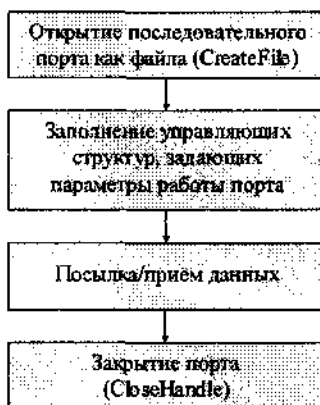 Открытие последовательного
порта как файла (CreateFile)
Заполнение управляющих
структур, задающих
параметры работы порта
Посылка/приём данных
Закрытие порта
(CloseHandle)